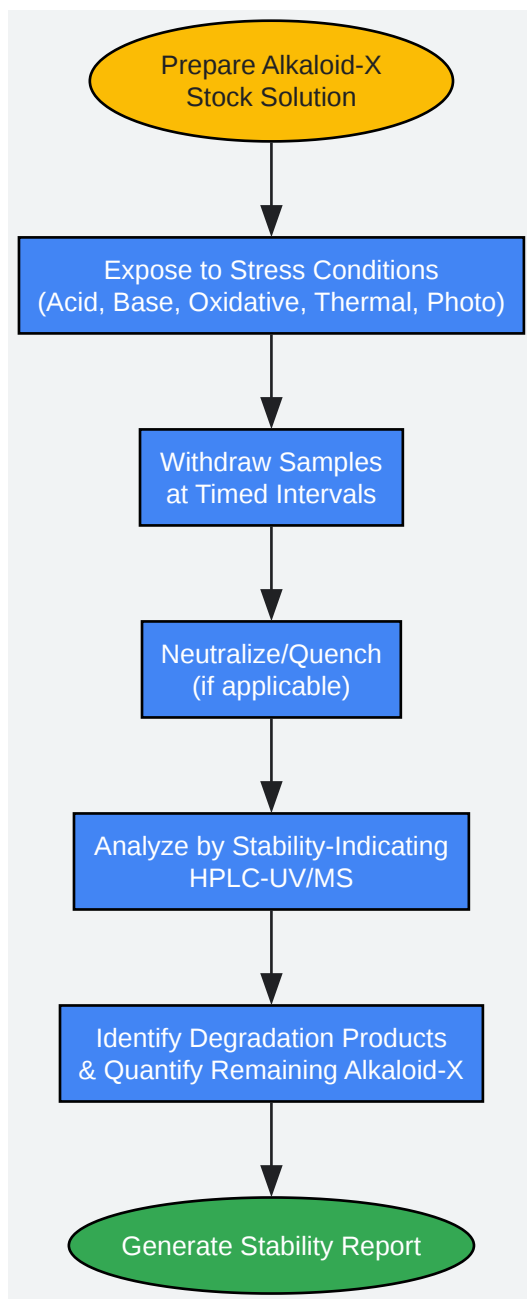 Prepare Alkaloid-X
Stock Solution
Expose to Stress Conditions
(Acid, Base, Oxidative, Thermal, Photo)
Withdraw Samples
at Timed Intervals
Neutralize/Quench
(if applicable)
Analyze by Stability-Indicating
HPLC-UV/MS
Identify Degradation Products
& Quantify Remaining Alkaloid-X
Generate Stability Report